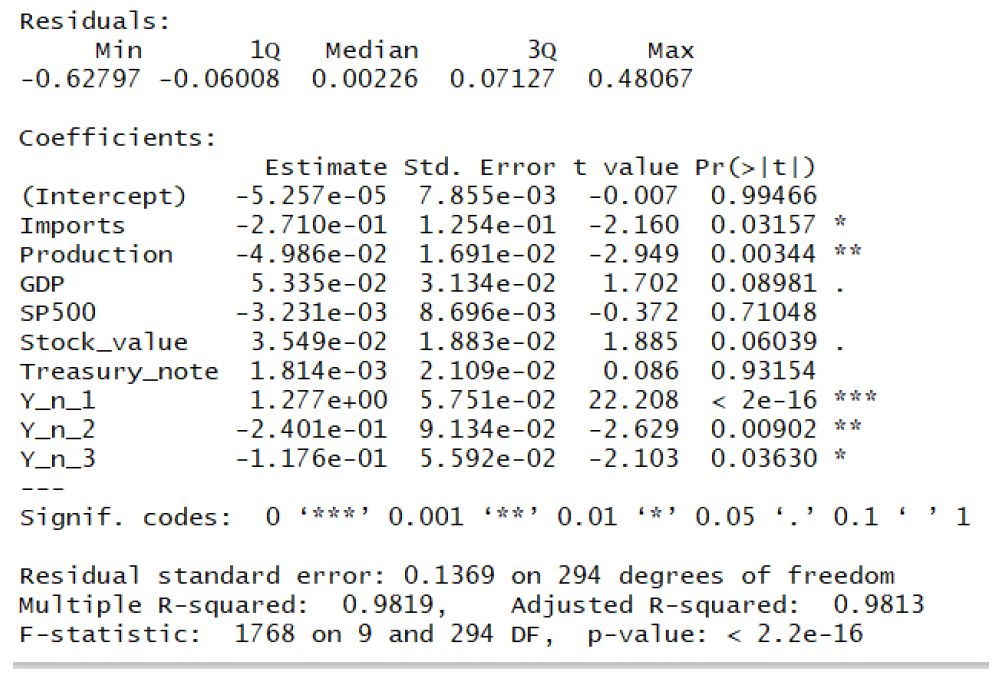 Residuals:
     Min       1Q   Median       3Q      Max
-0.62797 -0.06008  0.00226  0.07127  0.48067
Coefficients:
                Estimate Std. Error t value Pr(>|t|)
(Intercept)   -5.257e-05  7.855e-03  -0.007  0.99466
Imports       -2.710e-01  1.254e-01  -2.160  0.03157 *
Production    -4.986e-02  1.691e-02  -2.949  0.00344 **
GDP            5.335e-02  3.134e-02   1.702  0.08981 .
SP500         -3.231e-03  8.696e-03  -0.372  0.71048
Stock_value    3.549e-02  1.883e-02   1.885  0.06039 .
Treasury_note  1.814e-03  2.109e-02   0.086  0.93154
Y_n_1          1.277e+00  5.751e-02  22.208  < 2e-16 ***
Y_n_2         -2.401e-01  9.134e-02  -2.629  0.00902 **
Y_n_3         -1.176e-01  5.592e-02  -2.103  0.03630 *
---
Signif. codes:  0 ‘***’ 0.001 ‘**’ 0.01 ‘*’ 0.05 ‘.’ 0.1 ‘ ’ 1
Residual standard error: 0.1369 on 294 degrees of freedom
Multiple R-squared:  0.9819,    Adjusted R-squared:  0.9813
F-statistic:  1768 on 9 and 294 DF,  p-value: < 2.2e-16